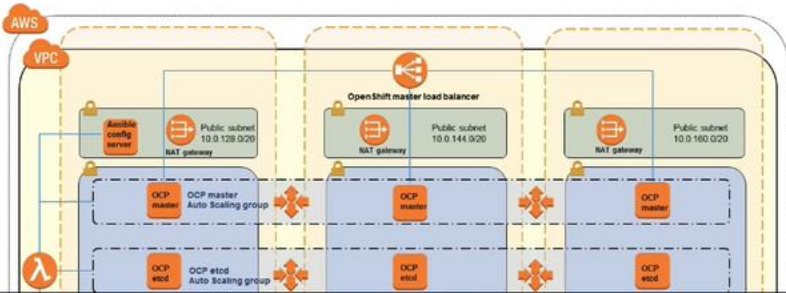 AWS
VPC
OpenShift master load balancer
Ansible
config
server
NAT gateway
Public subnet
10.0.128.0/20
NAT gateway
Public subnet
10.0.144.0/20
NAT gateway
Public subnet
10.0.160.0/20
OCP
master
OCP master
Auto Scaling group
OCP
master
OCP
master
λ
OCP
etcd
OCP etcd
Auto Scaling group
OCP
etcd
OCP
etcd